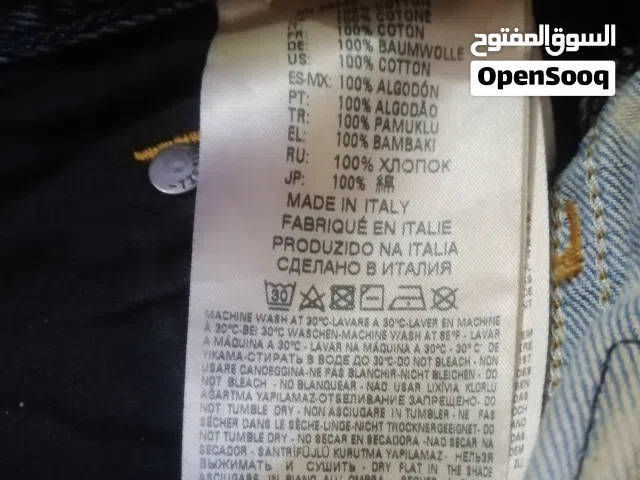 السوق المفتوح
OpenSooq
100% COTONE
FR: 100% COTON
DE: 100% BAUMWOLLE
US: 100% COTTON
ES-MX: 100% ALGODÓN
PT: 100% ALGODÃO
TR: 100% PAMUKLU
EL: 100% BAMBAKI
RU: 100% ХЛОПОК
JP: 100% 綿
MADE IN ITALY
FABRIQUÉ EN ITALIE
PRODUZIDO NA ITALIA
СДЕЛАНО В ИТАЛИЯ
30
MACHINE WASH AT 30°C-LAVARE A 30°C-LAVER EN MACHINE
À 30°C-BEI 30°C WASCHEN-MACHINE WASH AT 85°F - LAVAR
A MÁQUINA A 30°C - LAVAR NA MÁQUINA A 30°C - 30° C DE
YIKAMA-СТИРАТЬ В ВОДЕ ДО 30°C-DO NOT BLEACH - NON
USARE CANDEGGINA-NE PAS BLANCHIR-NICHT BLEICHEN - DO
NOT BLEACH - NO BLANQUEAR - NAO USAR LIXÍVIA KLORLU
AĞARTMA YAPILAMAZ-ОТБЕЛИВАНИЕ ЗАПРЕЩЕНО- DO
NOT TUMBLE DRY - NON ASCIUGARE IN TUMBLER - NE PAS
SÉCHER DANS LE SÈCHE-LINGE-NICHT TROCKNERGEEIGNET - DO
NOT TUMBLE DRY - NO SECAR EN SECADORA -NAO SECAR NA
SECADOR - SANTRİFÜJLÜ KURUTMA YAPILAMAZ - НЕЛЬЗЯ
ВЫЖИМАТЬ И СУШИТЬ - DRY FLAT IN THE SHADE